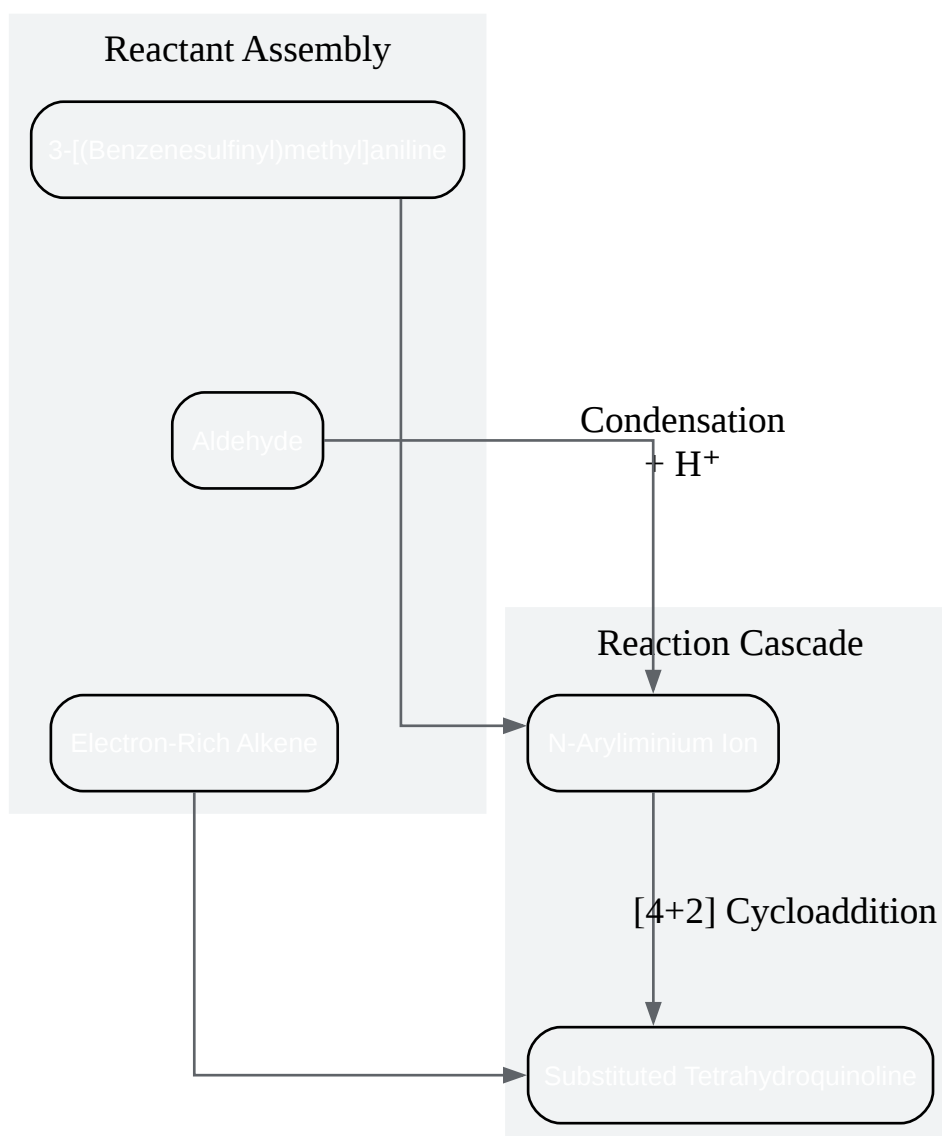 Reactant Assembly
3-[(Benzenesulfinyl)methyl]aniline
Aldehyde
Condensation
+ H⁺
Reaction Cascade
Electron-Rich Alkene
N-Aryliminium Ion
[4+2] Cycloaddition
Substituted Tetrahydroquinoline